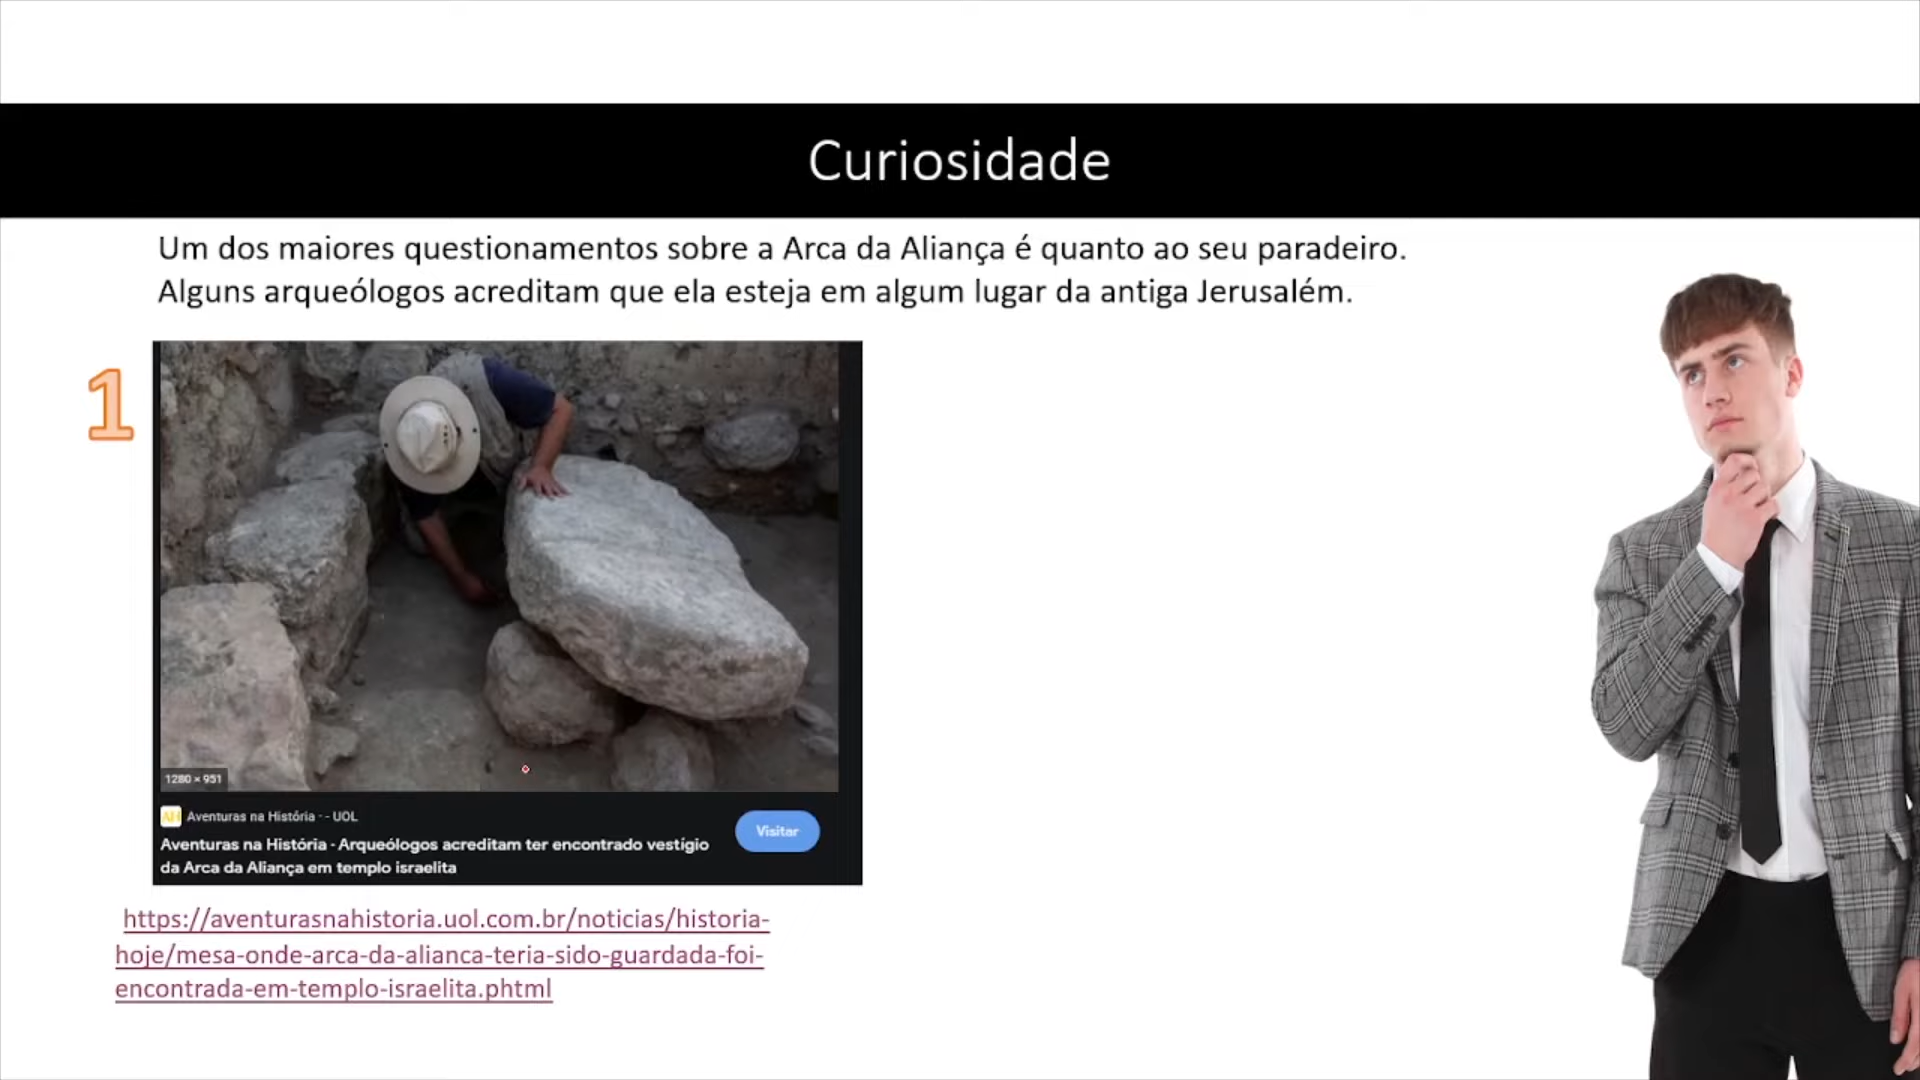 Curiosidade
Um dos maiores questionamentos sobre a Arca da Aliança é quanto ao seu paradeiro.
Alguns arqueólogos acreditam que ela esteja em algum lugar da antiga Jerusalém.
1
1280 × 951
AH Aventuras na História - - UOL
Aventuras na História - Arqueólogos acreditam ter encontrado vestígio
da Arca da Aliança em templo israelita
Visitar
https://aventurasnahistoria.uol.com.br/noticias/historia-
hoje/mesa-onde-arca-da-alianca-teria-sido-guardada-foi-
encontrada-em-templo-israelita.phtml